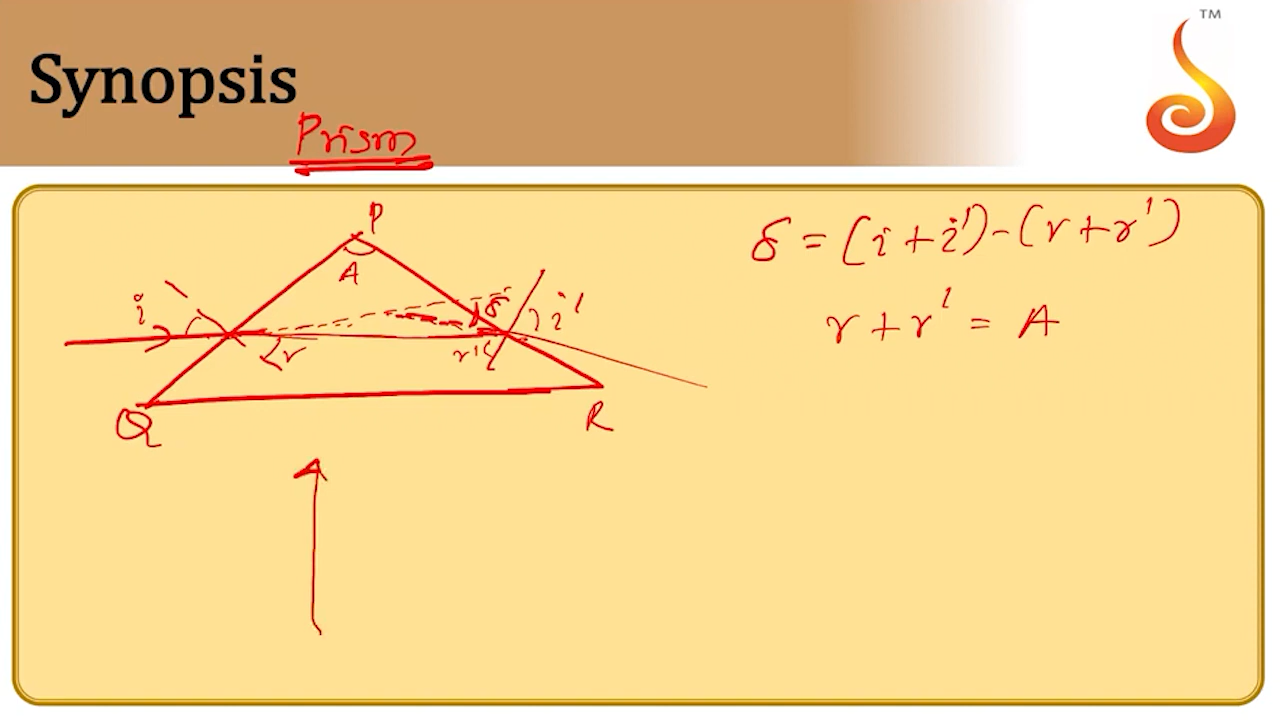 TM
Synopsis
Prism
P
A
i
r
r'
δ
i'
Q
R
δ = (i + i') - (r + r')
r + r' = A